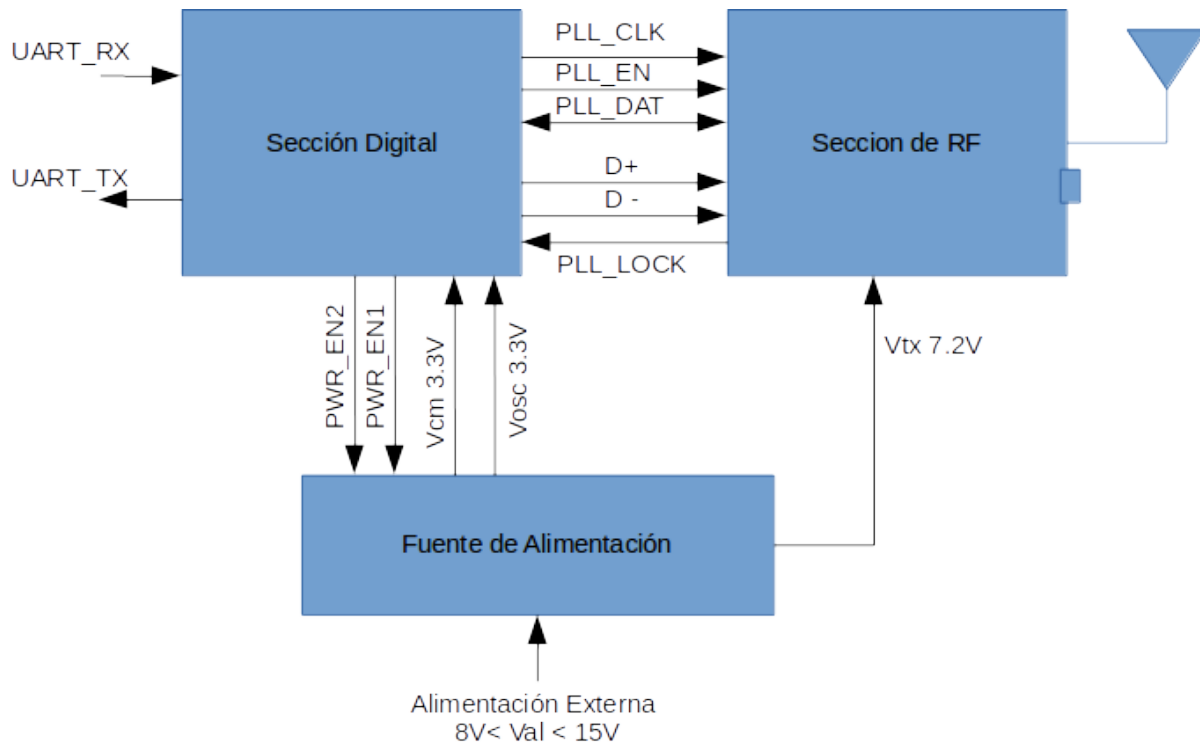 UART_RX
UART_TX
Sección Digital
PLL_CLK
PLL_EN
PLL_DAT
D+
D -
PLL_LOCK
Seccion de RF
PWR_EN2
PWR_EN1
Vcm 3.3V
Vosc 3.3V
Vtx 7.2V
Fuente de Alimentación
Alimentación Externa
8V< Val < 15V